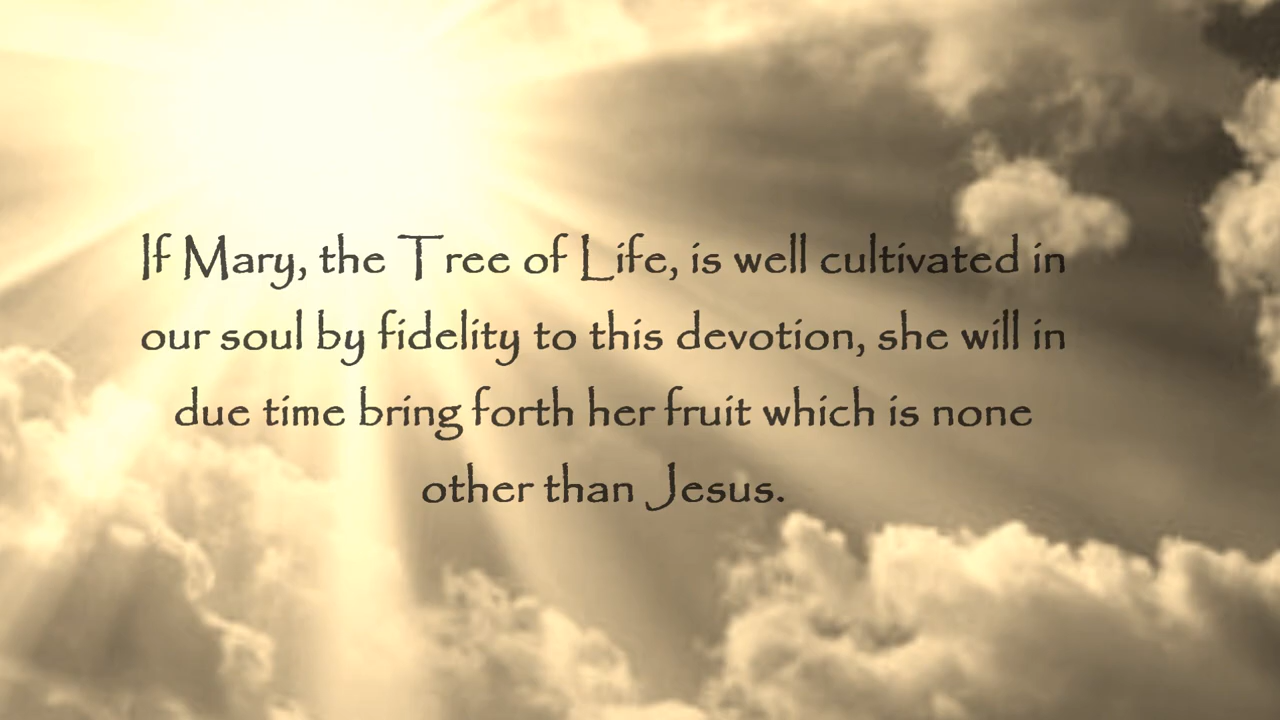 If Mary, the Tree of Life, is well cultivated in
our soul by fidelity to this devotion, she will in
due time bring forth her fruit which is none
other than Jesus.